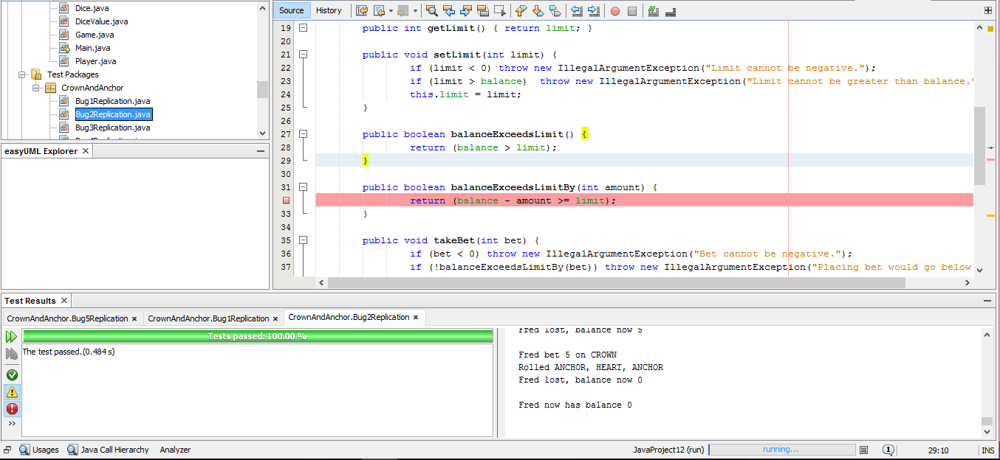 Dice.java
DiceValue.java
Game.java
Main.java
Player.java
Test Packages
CrownAndAnchor
Bug1Replication.java
Bug2Replication.java
Bug3Replication.java
easyUML Explorer
Source History
19 public int getLimit() { return limit; }
20
21 public void setLimit(int limit) {
22 if (limit < 0) throw new IllegalArgumentException("Limit cannot be negative.");
23 if (limit > balance)  throw new IllegalArgumentException("Limit cannot be greater than balance."
24 this.limit = limit;
25 }
26
27 public boolean balanceExceedsLimit() {
28 return (balance > limit);
29 }
30
31 public boolean balanceExceedsLimitBy(int amount) {
return (balance - amount >= limit);
33 }
34
35 public void takeBet(int bet) {
36 if (bet < 0) throw new IllegalArgumentException("Bet cannot be negative.");
37 if (!balanceExceedsLimitBy(bet)) throw new IllegalArgumentException("Placing bet would go below
Test Results
CrownAndAnchor.Bug5Replication CrownAndAnchor.Bug1Replication CrownAndAnchor.Bug2Replication
Tests passed: 100.00 %
The test passed.(0.484 s)
Fred lost, balance now 5
Fred bet 5 on CROWN
Rolled ANCHOR, HEART, ANCHOR
Fred lost, balance now 0
Fred now has balance 0
Usages Java Call Hierarchy Analyzer JavaProject12 (run) running... 1 29:10 INS